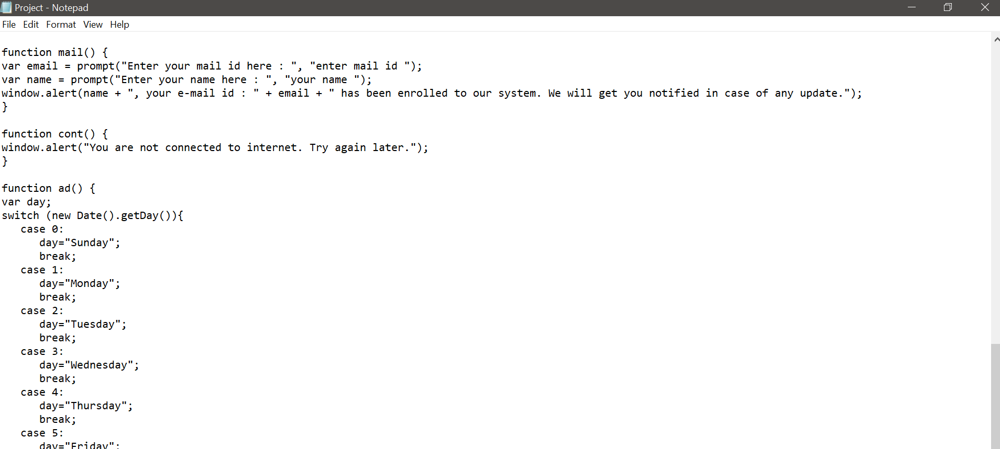 Project - Notepad
File Edit Format View Help
function mail() {
var email = prompt("Enter your mail id here : ", "enter mail id ");
var name = prompt("Enter your name here : ", "your name ");
window.alert(name + ", your e-mail id : " + email + " has been enrolled to our system. We will get you notified in case of any update.");
}
function cont() {
window.alert("You are not connected to internet. Try again later.");
}
function ad() {
var day;
switch (new Date().getDay()){
   case 0:
      day="Sunday";
      break;
   case 1:
      day="Monday";
      break;
   case 2:
      day="Tuesday";
      break;
   case 3:
      day="Wednesday";
      break;
   case 4:
      day="Thursday";
      break;
   case 5:
      day="Friday";